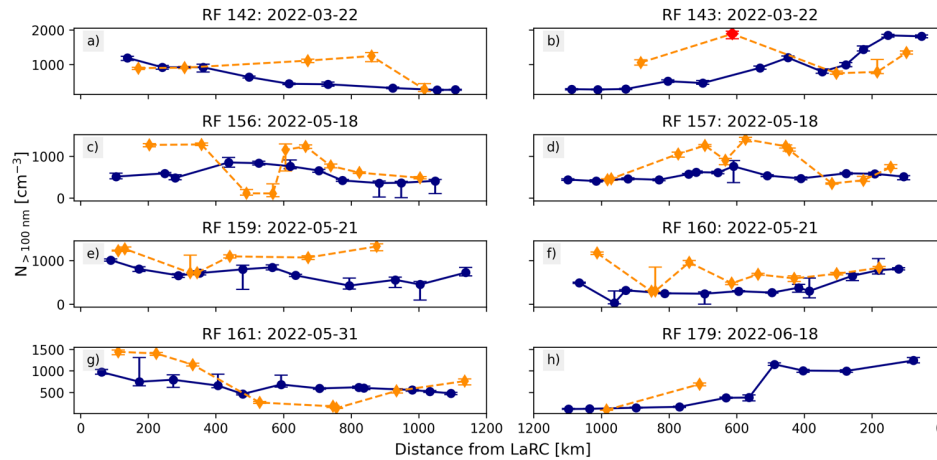 RF 142: 2022-03-22
RF 143: 2022-03-22
2000
1000
a)
b)
RF 156: 2022-05-18
RF 157: 2022-05-18
1000
0
c)
d)
RF 159: 2022-05-21
RF 160: 2022-05-21
1000
0
e)
f)
RF 161: 2022-05-31
RF 179: 2022-06-18
1500
1000
500
g)
h)
0 200 400 600 800 1000 1200
1200 1000 800 600 400 200 0
N > 100 nm [cm⁻³]
Distance from LaRC [km]